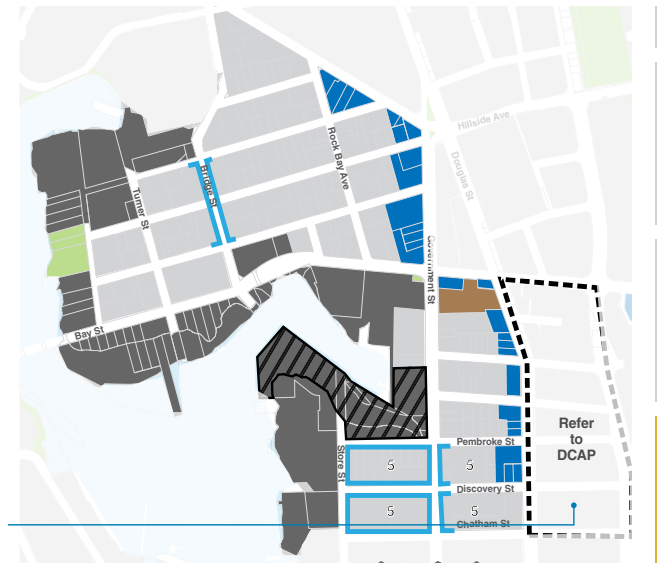 Hillside Ave
Rock Bay Ave
Douglas St
Bridge St
Turner St
Government St
Bay St
Refer
to
DCAP
Pembroke St
Store St
5
5
Discovery St
5
5
Chatham St